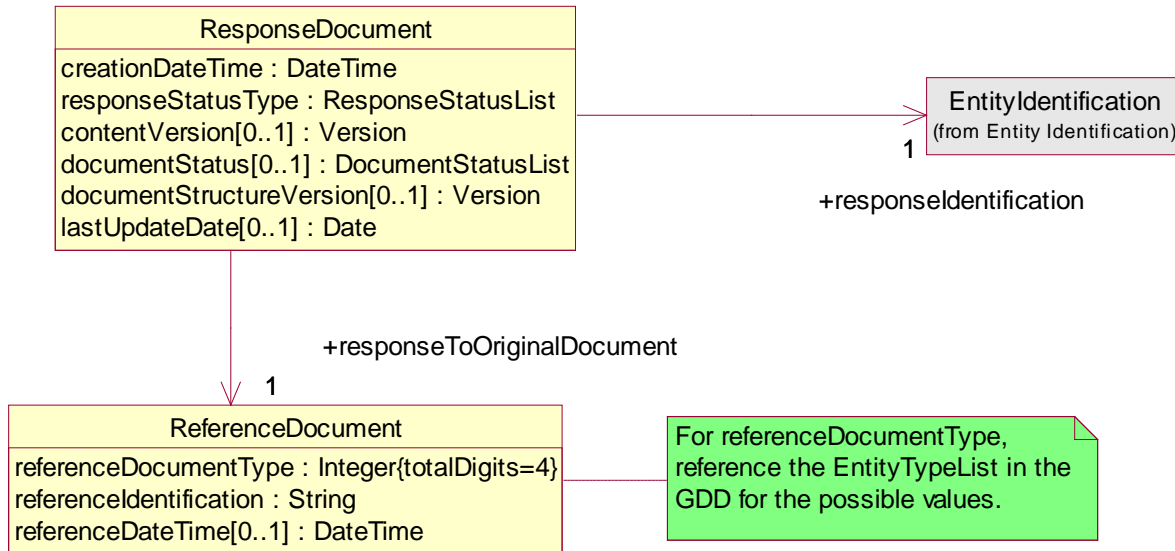 ResponseDocument
creationDateTime : DateTime
responseStatusType : ResponseStatusList
contentVersion[0..1] : Version
documentStatus[0..1] : DocumentStatusList
documentStructureVersion[0..1] : Version
lastUpdateDate[0..1] : Date
EntityIdentification
(from Entity Identification)
1
+responseIdentification
+responseToOriginalDocument
1
ReferenceDocument
referenceDocumentType : Integer{totalDigits=4}
referenceIdentification : String
referenceDateTime[0..1] : DateTime
For referenceDocumentType,
reference the EntityTypeList in the
GDD for the possible values.